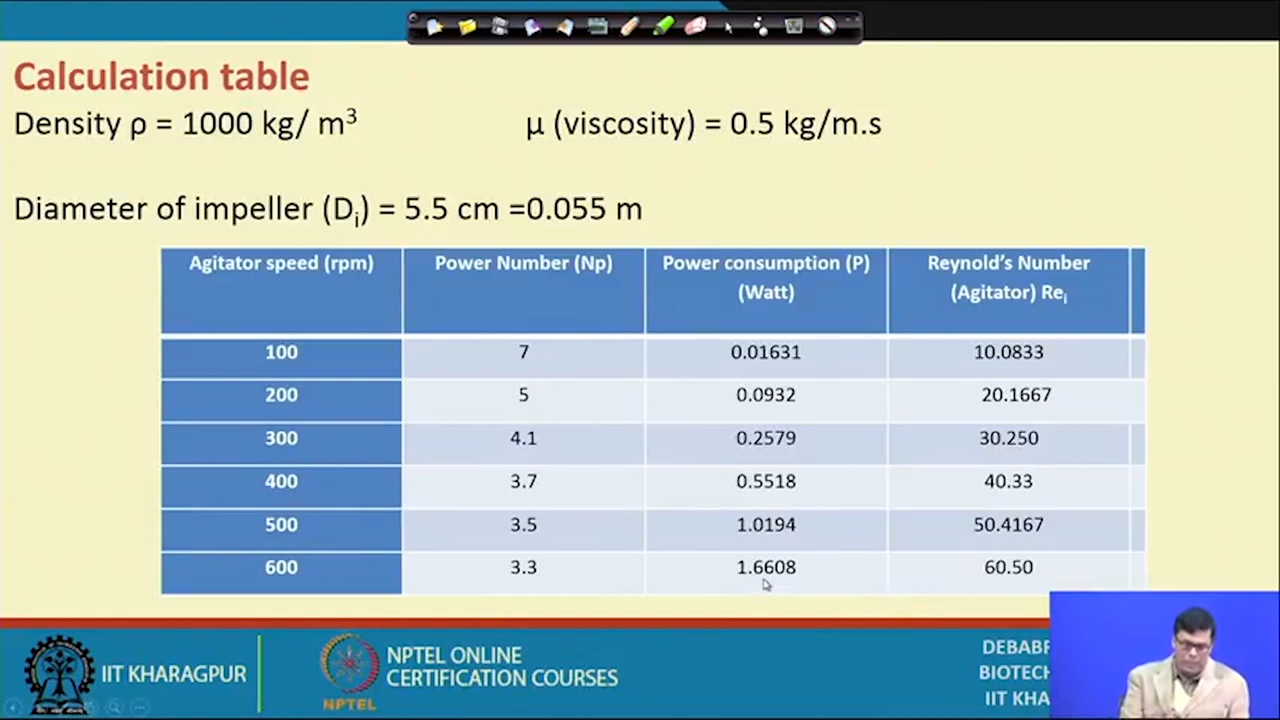 Calculation table
Density ρ = 1000 kg/ m³ μ (viscosity) = 0.5 kg/m.s
Diameter of impeller (Dᵢ) = 5.5 cm =0.055 m
Agitator speed (rpm) Power Number (Np) Power consumption (P) (Watt) Reynold's Number (Agitator) Reᵢ
100 7 0.01631 10.0833
200 5 0.0932 20.1667
300 4.1 0.2579 30.250
400 3.7 0.5518 40.33
500 3.5 1.0194 50.4167
600 3.3 1.6608 60.50
IIT KHARAGPUR
NPTEL
NPTEL ONLINE
CERTIFICATION COURSES
DEBABR
BIOTECH
IIT KHA